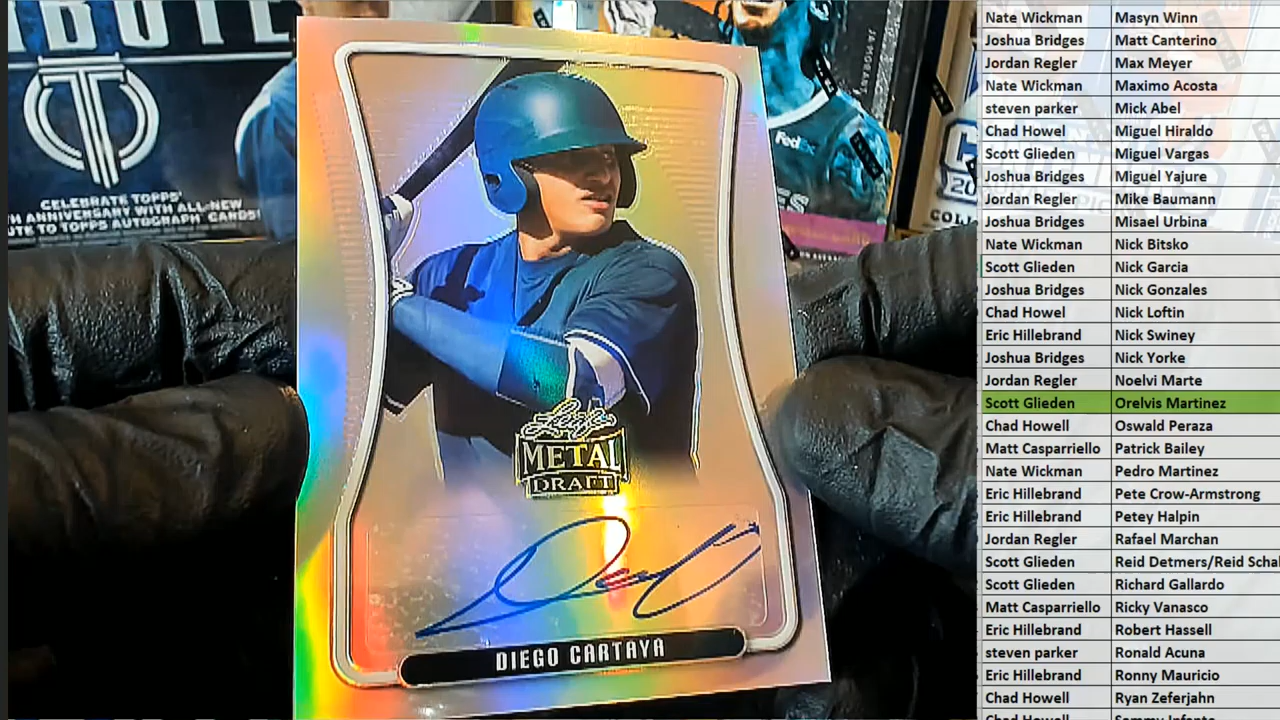 IBUTE
CELEBRATE TOPPS'
H ANNIVERSARY WITH ALL-NEW
UTE TO TOPPS AUTOGRAPH CARDS!
FedEx
Leaf
METAL
DRAFT
DIEGO CARTAYA
Nate Wickman Masyn Winn
Joshua Bridges Matt Canterino
Jordan Regler Max Meyer
Nate Wickman Maximo Acosta
steven parker Mick Abel
Chad Howel Miguel Hiraldo
Scott Glieden Miguel Vargas
Joshua Bridges Miguel Yajure
Jordan Regler Mike Baumann
Joshua Bridges Misael Urbina
Nate Wickman Nick Bitsko
Scott Glieden Nick Garcia
Joshua Bridges Nick Gonzales
Chad Howel Nick Loftin
Eric Hillebrand Nick Swiney
Joshua Bridges Nick Yorke
Jordan Regler Noelvi Marte
Scott Glieden Orelvis Martinez
Chad Howell Oswald Peraza
Matt Casparriello Patrick Bailey
Nate Wickman Pedro Martinez
Eric Hillebrand Pete Crow-Armstrong
Eric Hillebrand Petey Halpin
Jordan Regler Rafael Marchan
Scott Glieden Reid Detmers/Reid Schal
Scott Glieden Richard Gallardo
Matt Casparriello Ricky Vanasco
Eric Hillebrand Robert Hassell
steven parker Ronald Acuna
Eric Hillebrand Ronny Mauricio
Chad Howell Ryan Zeferjahn